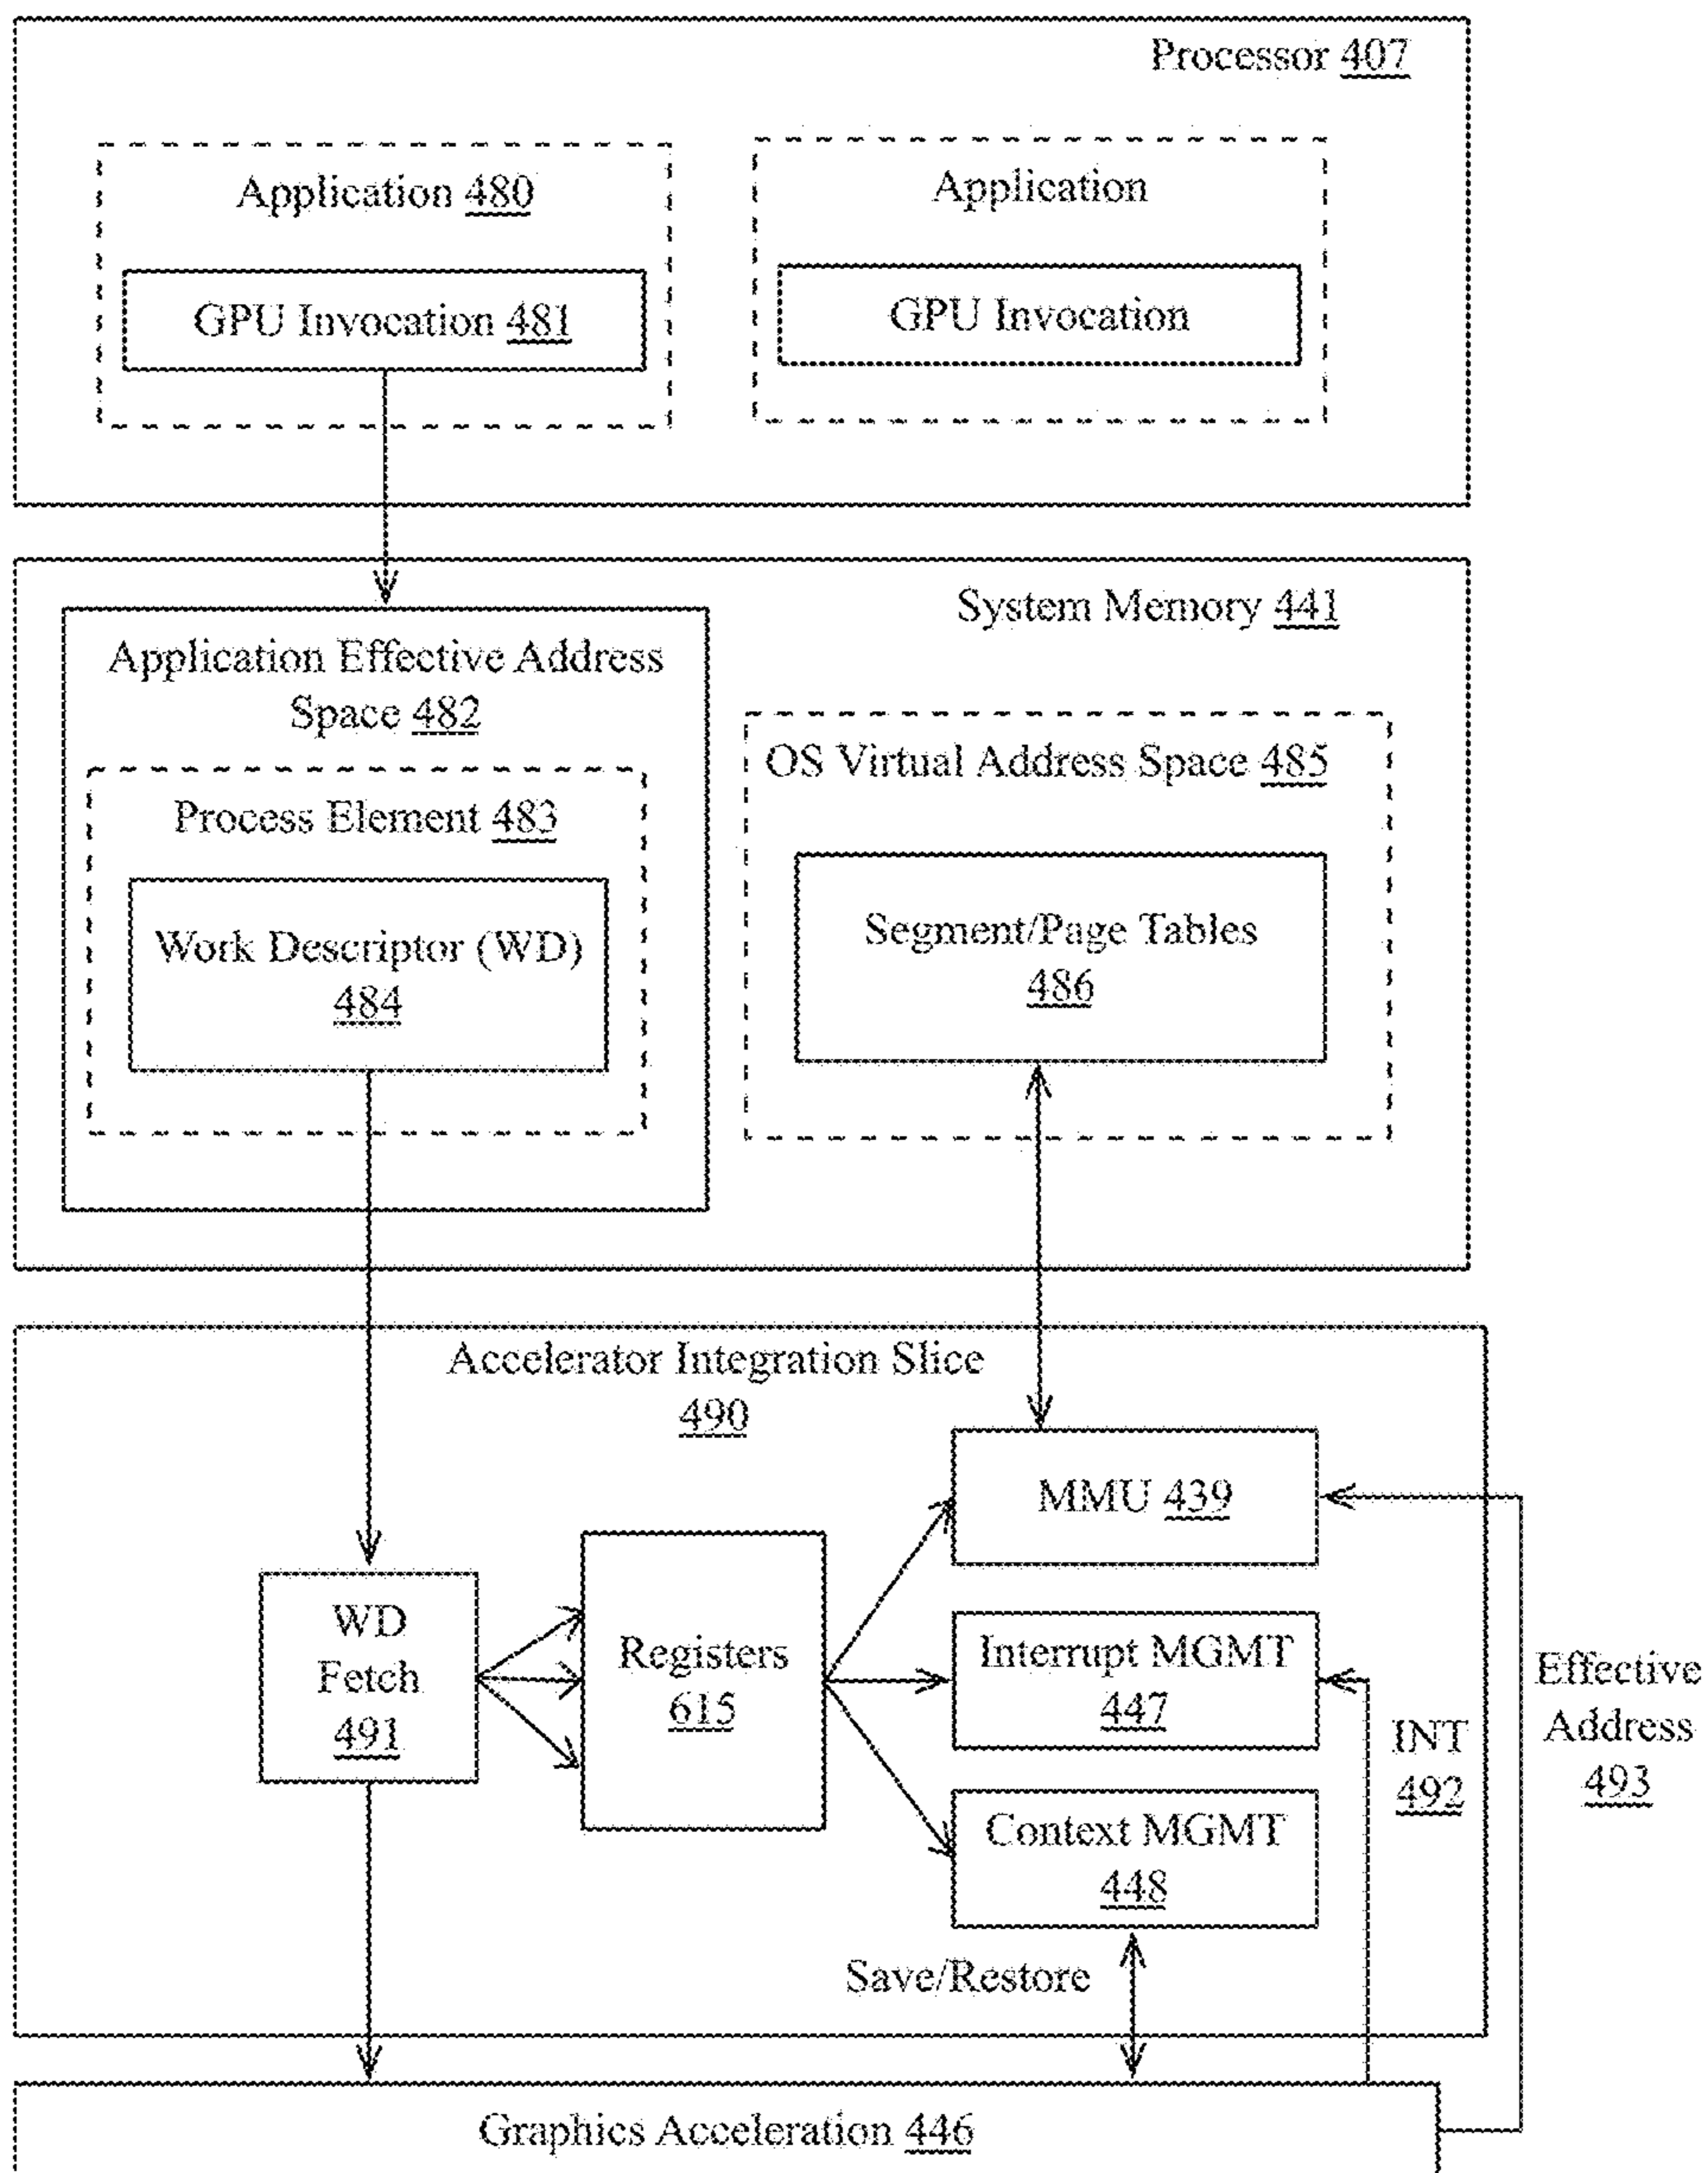 Processor 407
Application 480
GPU Invocation 481
Application
GPU Invocation
System Memory 441
Application Effective Address
Space 482
Process Element 483
Work Descriptor (WD)
484
OS Virtual Address Space 485
Segment/Page Tables
486
Accelerator Integration Slice
490
WD
Fetch
491
Registers
615
MMU 439
Interrupt MGMT
447
Context MGMT
448
Save/Restore
INT
492
Effective
Address
493
Graphics Acceleration 446